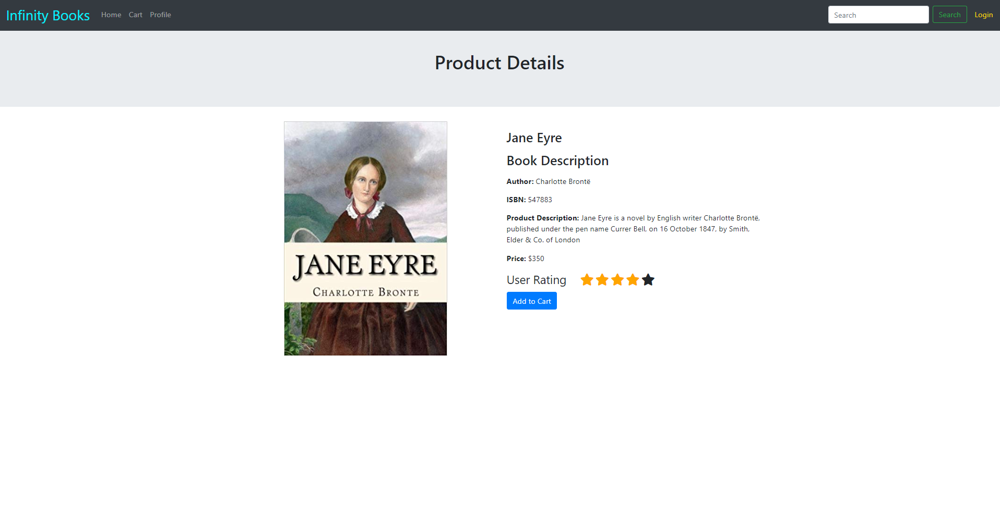 Infinity Books Home Cart Profile Search Search Login
Product Details
JANE EYRE
CHARLOTTE BRONTE
Jane Eyre
Book Description
Author: Charlotte Brontë
ISBN: 547883
Product Description: Jane Eyre is a novel by English writer Charlotte Brontë,
published under the pen name Currer Bell, on 16 October 1847, by Smith,
Elder & Co. of London
Price: $350
User Rating
Add to Cart